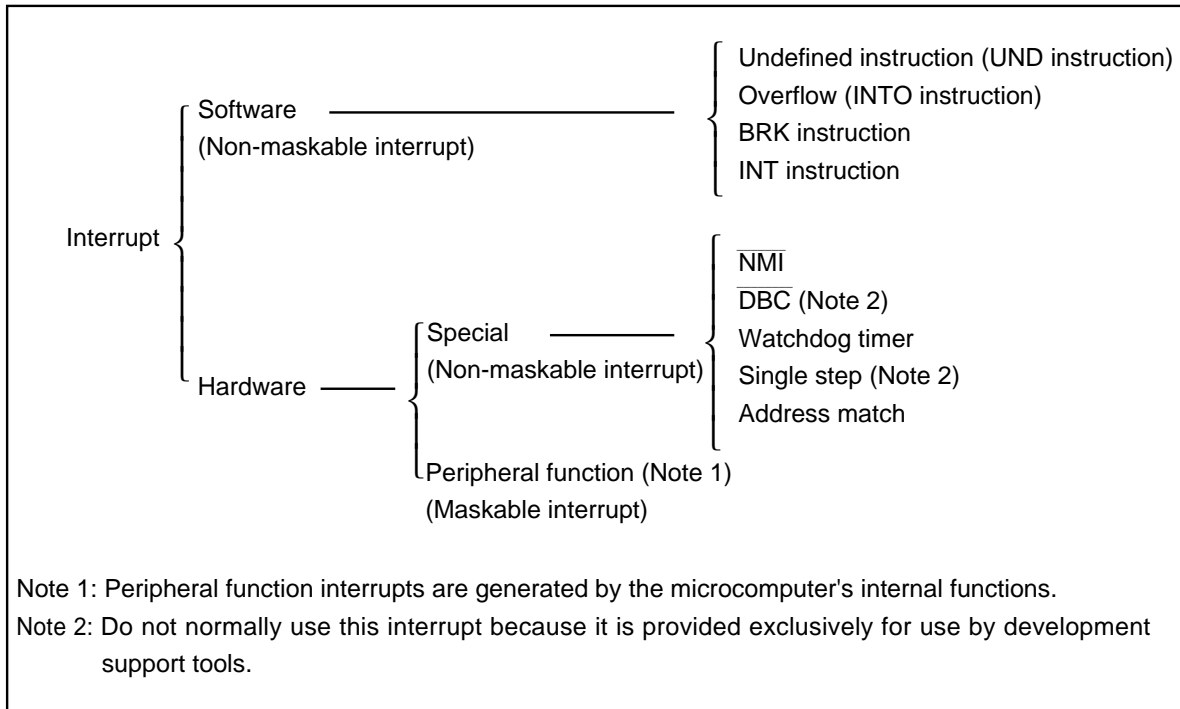 Undefined instruction (UND instruction)
Software
Overflow (INTO instruction)
(Non-maskable interrupt)
BRK instruction
INT instruction
Interrupt
N̅M̅I̅
D̅B̅C̅ (Note 2)
Special
Watchdog timer
(Non-maskable interrupt)
Single step (Note 2)
Hardware
Address match
Peripheral function (Note 1)
(Maskable interrupt)
Note 1: Peripheral function interrupts are generated by the microcomputer's internal functions.
Note 2: Do not normally use this interrupt because it is provided exclusively for use by development
support tools.